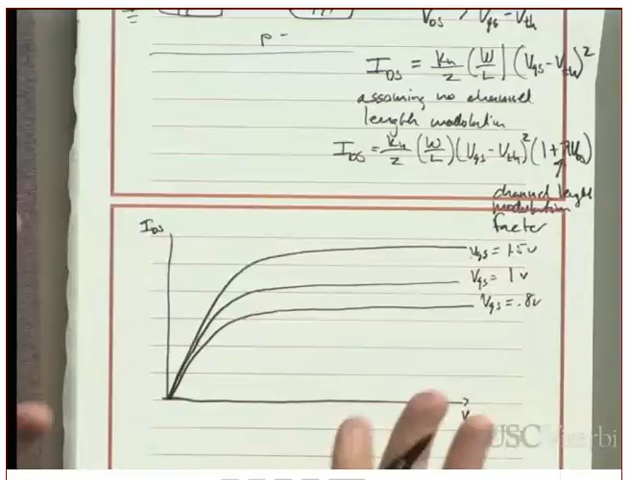 V_DS > V_gs - V_th
P -
I_DS = k_n/2 (W/L) (V_gs - V_th)^2
assuming no channel
length modulation
I_DS = k_n/2 (W/L) (V_gs - V_th)^2 (1 + λV_DS)
channel length
modulation
factor
I_DS
V_gs = 1.5v
V_gs = 1v
V_gs = .8v
V
USC Viterbi